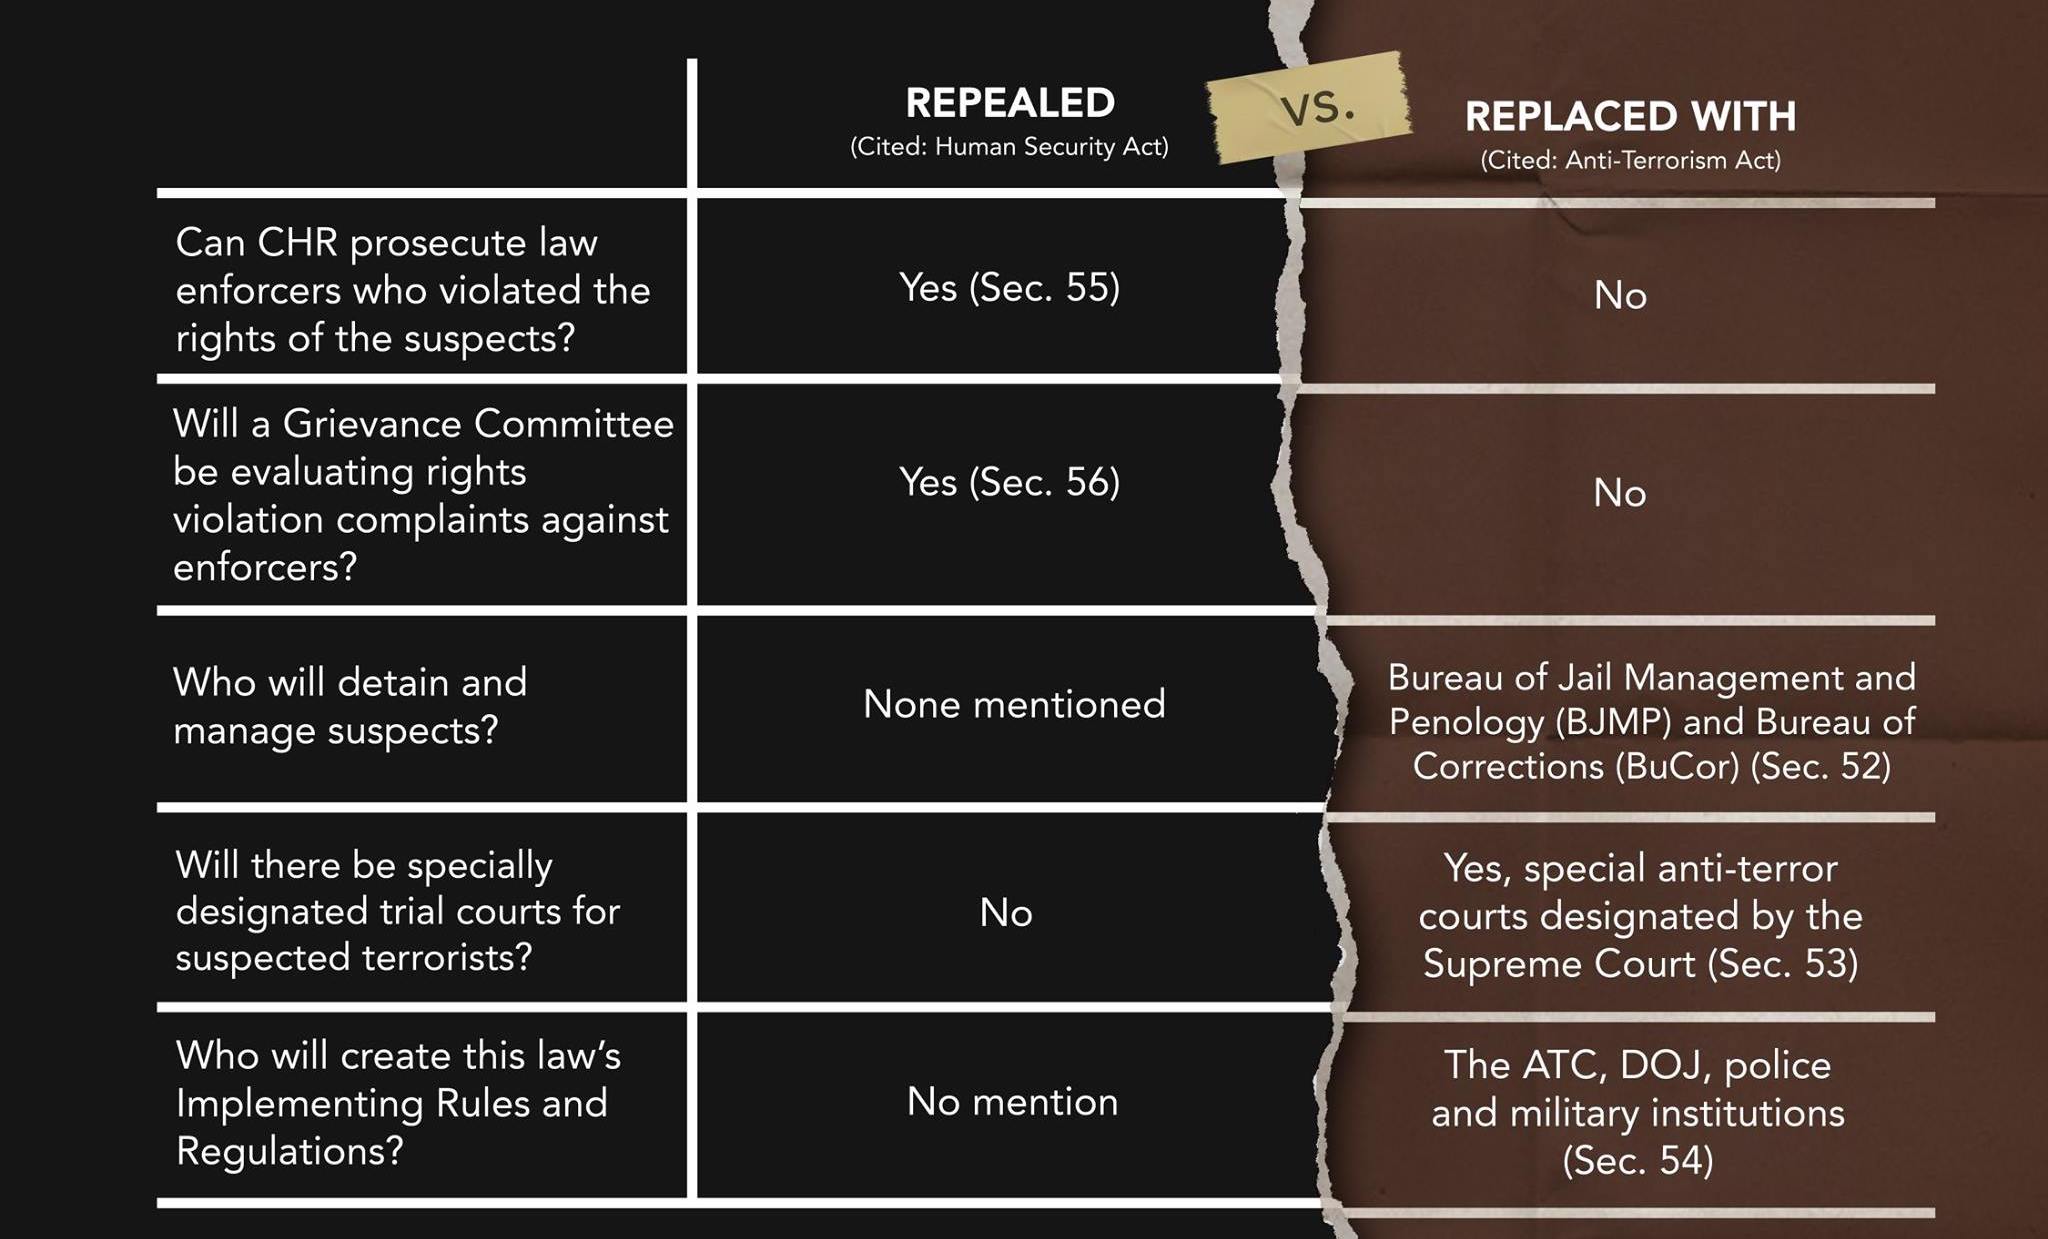 REPEALED
(Cited: Human Security Act)
VS.
REPLACED WITH
(Cited: Anti-Terrorism Act)
Can CHR prosecute law
enforcers who violated the
rights of the suspects?
Yes (Sec. 55)
No
Will a Grievance Committee
be evaluating rights
violation complaints against
enforcers?
Yes (Sec. 56)
No
Who will detain and
manage suspects?
None mentioned
Bureau of Jail Management and
Penology (BJMP) and Bureau of
Corrections (BuCor) (Sec. 52)
Will there be specially
designated trial courts for
suspected terrorists?
No
Yes, special anti-terror
courts designated by the
Supreme Court (Sec. 53)
Who will create this law’s
Implementing Rules and
Regulations?
No mention
The ATC, DOJ, police
and military institutions
(Sec. 54)